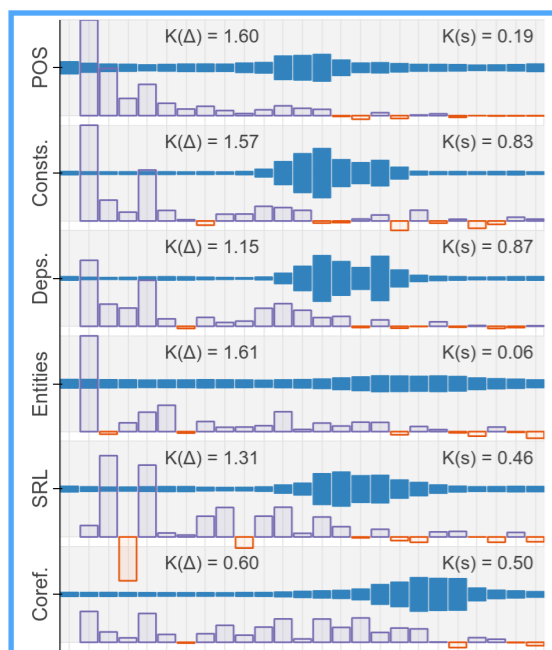 POS
K(Δ) = 1.60
K(s) = 0.19
Consts.
K(Δ) = 1.57
K(s) = 0.83
Deps.
K(Δ) = 1.15
K(s) = 0.87
Entities
K(Δ) = 1.61
K(s) = 0.06
SRL
K(Δ) = 1.31
K(s) = 0.46
Coref.
K(Δ) = 0.60
K(s) = 0.50